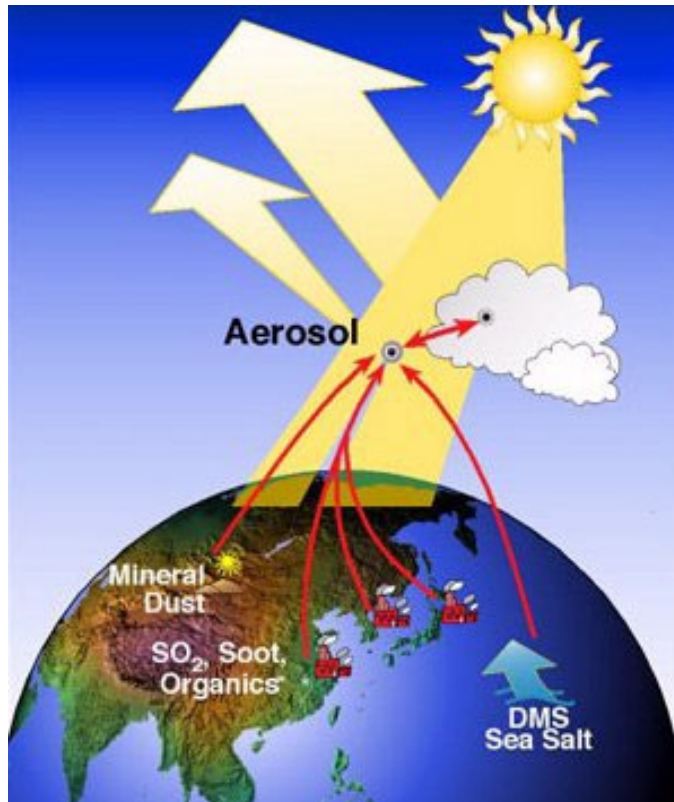 Aerosol
Mineral
Dust
SO₂, Soot,
Organics
DMS
Sea Salt